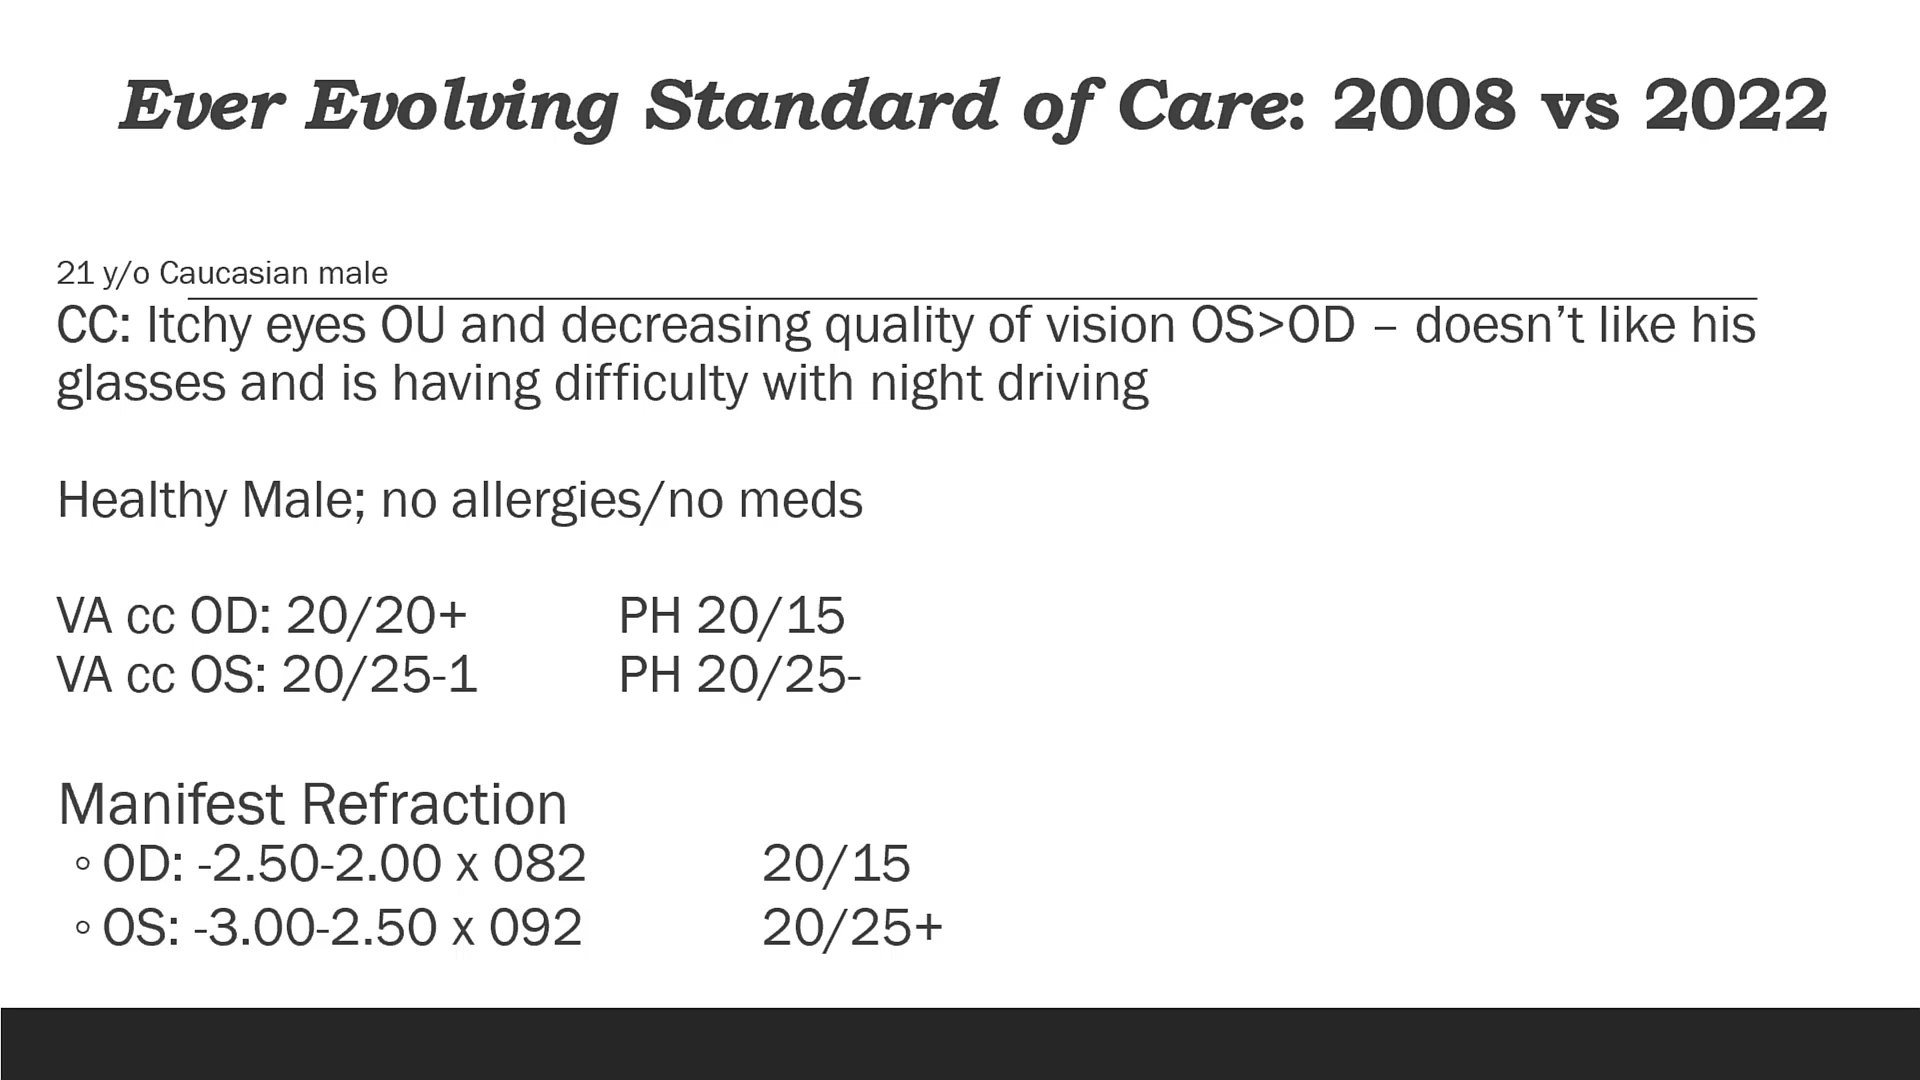 Ever Evolving Standard of Care: 2008 vs 2022
21 y/o Caucasian male
CC: Itchy eyes OU and decreasing quality of vision OS>OD – doesn’t like his
glasses and is having difficulty with night driving
Healthy Male; no allergies/no meds
VA cc OD: 20/20+ PH 20/15
VA cc OS: 20/25-1 PH 20/25-
Manifest Refraction
◦ OD: -2.50-2.00 x 082 20/15
◦ OS: -3.00-2.50 x 092 20/25+